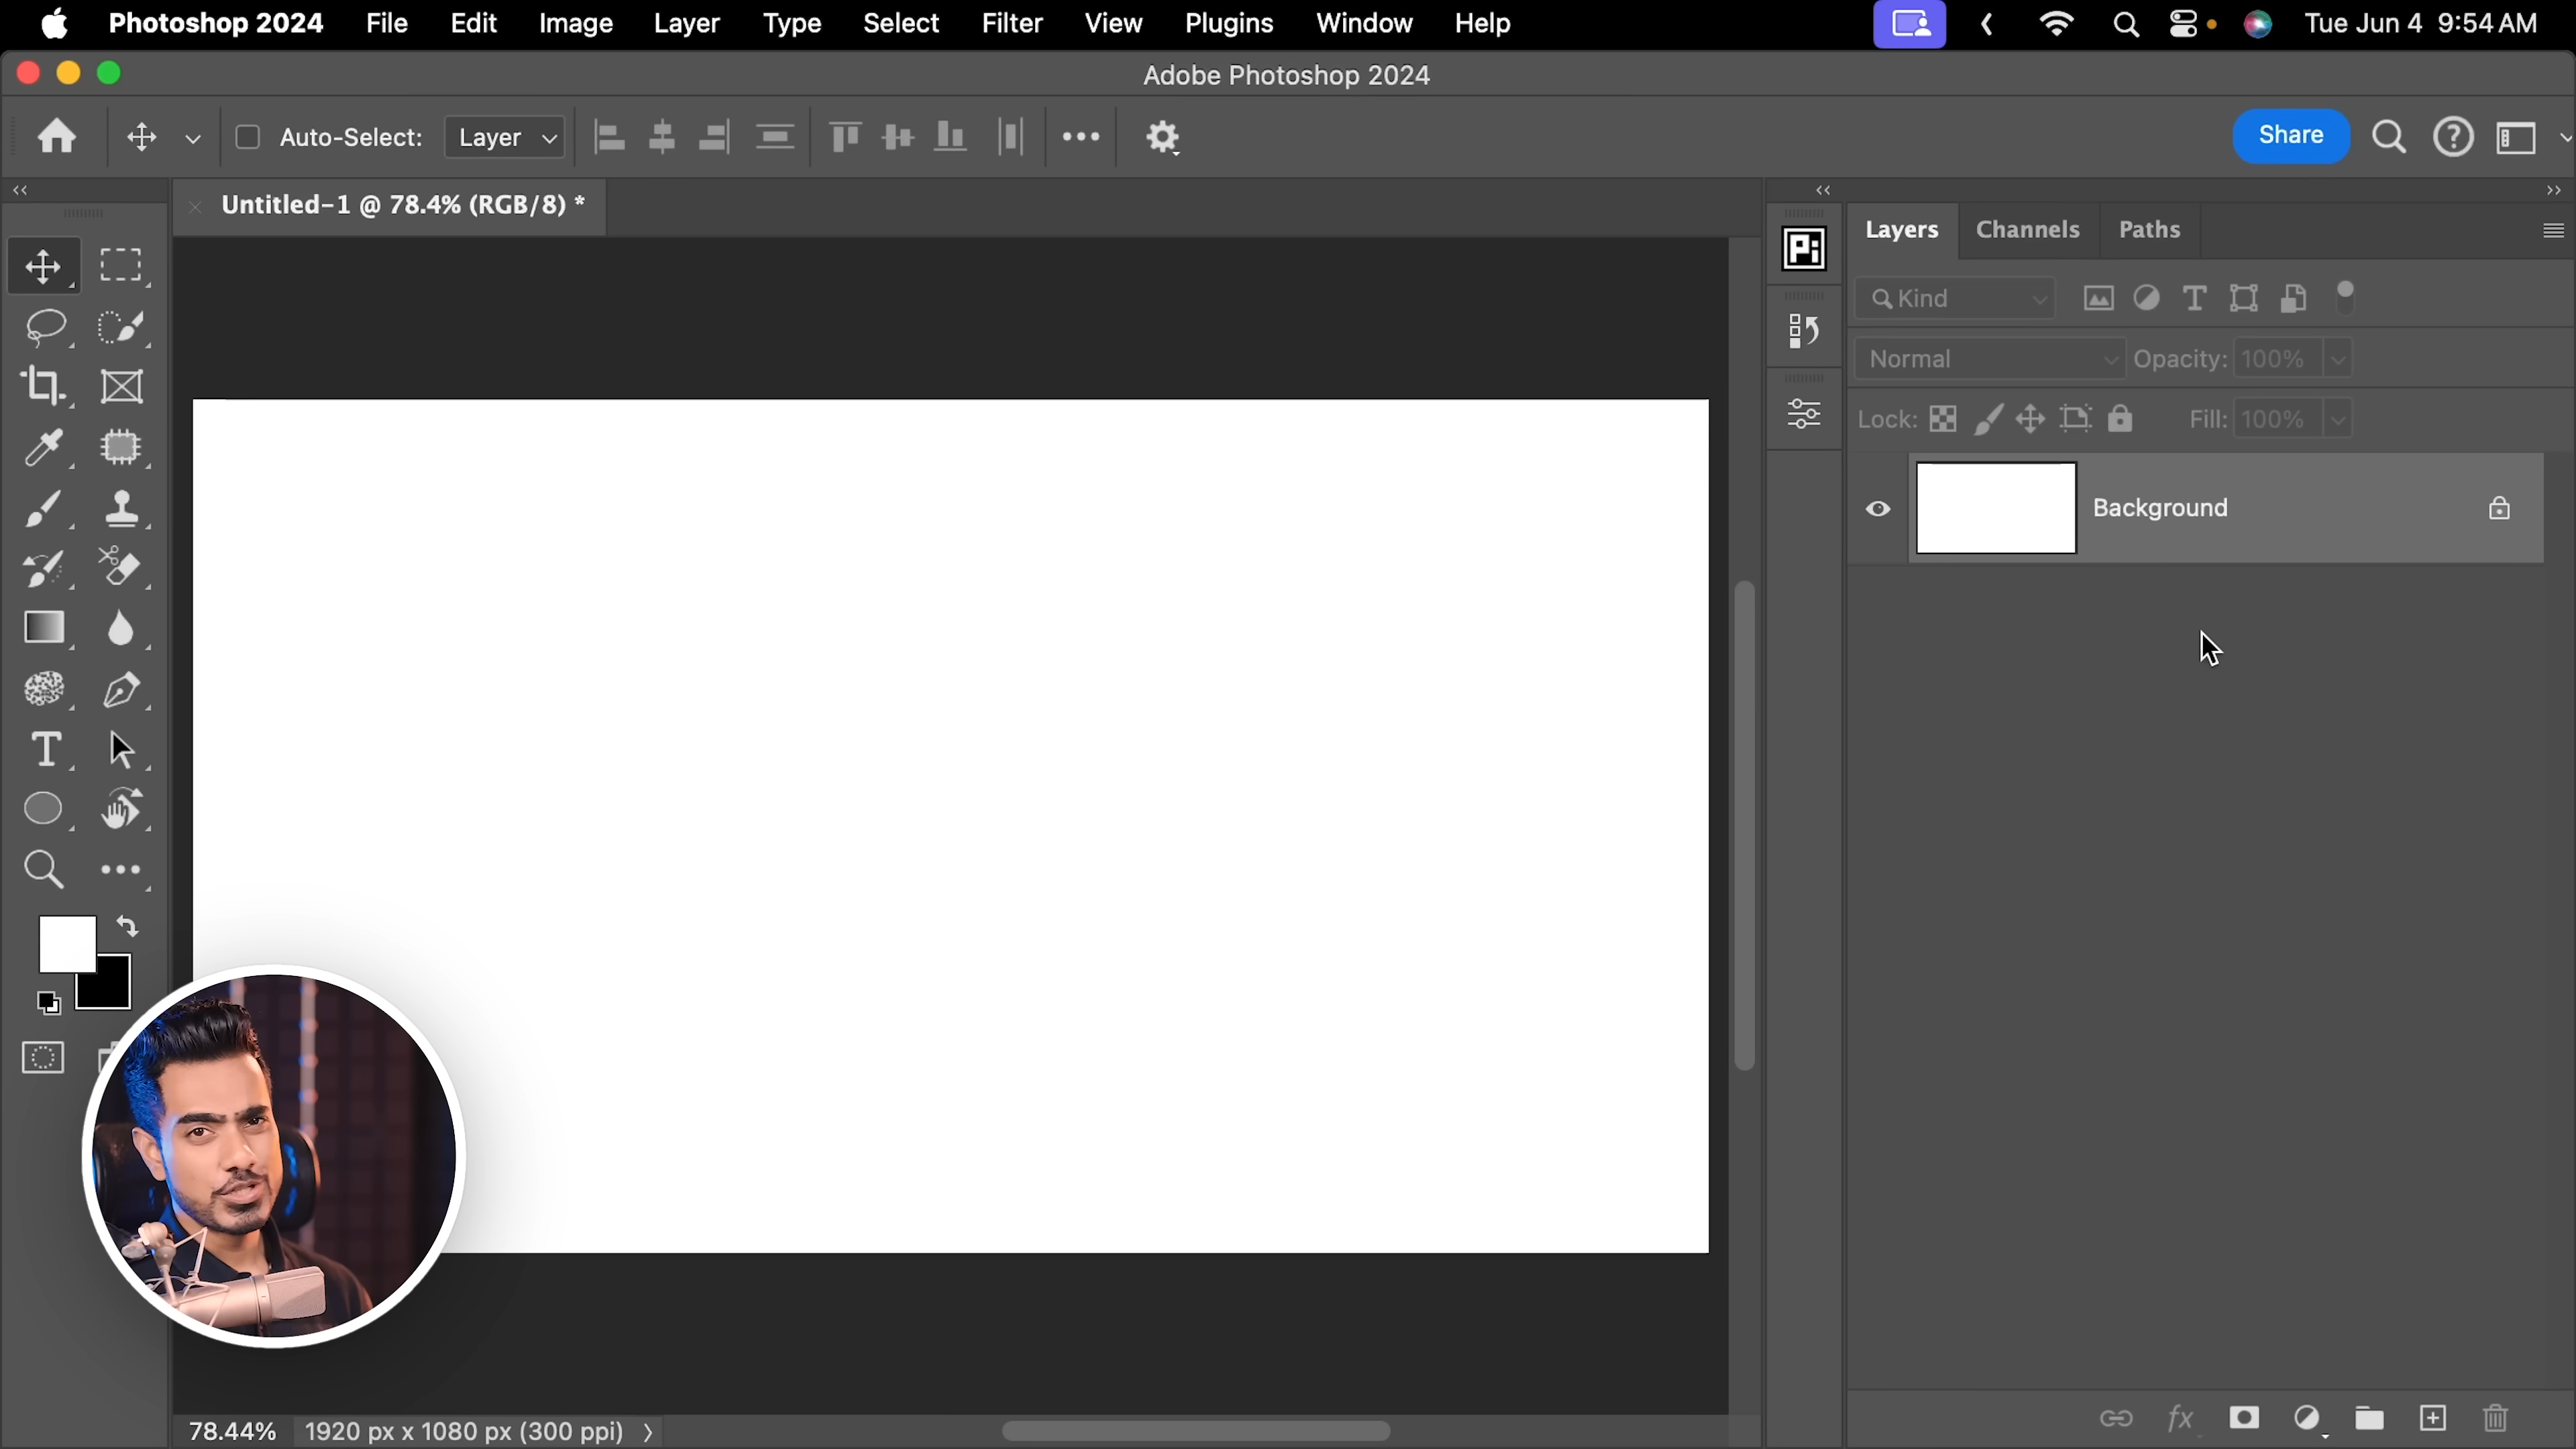 Photoshop 2024 File Edit Image Layer Type Select Filter View Plugins Window Help Tue Jun 4 9:54 AM
Adobe Photoshop 2024
Auto-Select: Layer Share
Untitled-1 @ 78.4% (RGB/8) *
Layers Channels Paths
Pi
Kind
Normal Opacity: 100%
Lock: Fill: 100%
Background
78.44% 1920 px x 1080 px (300 ppi)
fx